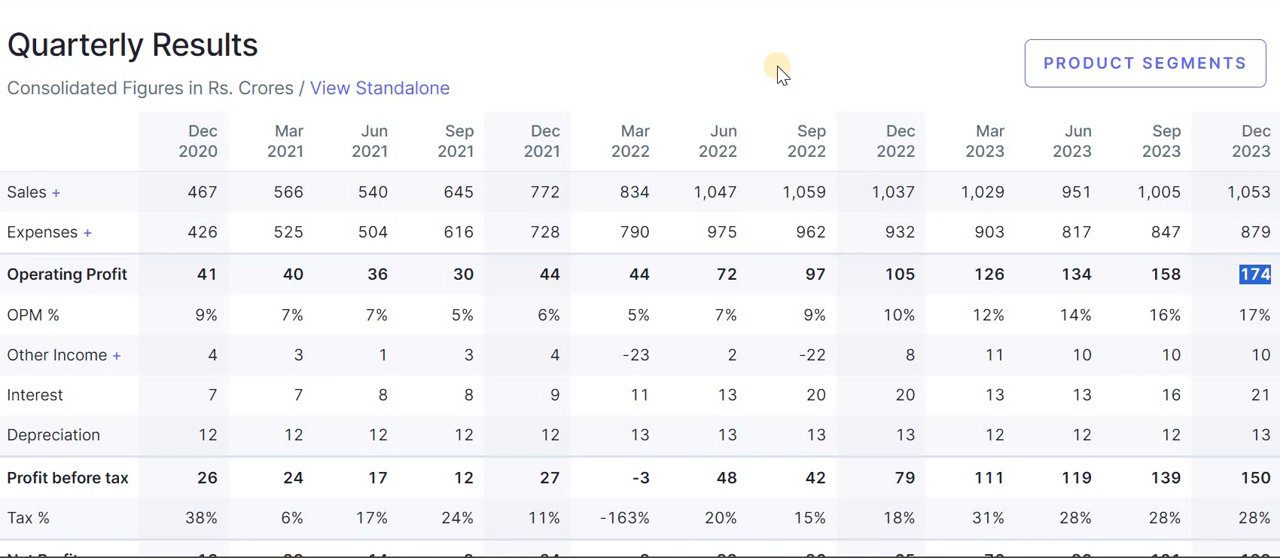 Quarterly Results
PRODUCT SEGMENTS
Consolidated Figures in Rs. Crores / View Standalone
Dec 2020 Mar 2021 Jun 2021 Sep 2021 Dec 2021 Mar 2022 Jun 2022 Sep 2022 Dec 2022 Mar 2023 Jun 2023 Sep 2023 Dec 2023
Sales + 467 566 540 645 772 834 1,047 1,059 1,037 1,029 951 1,005 1,053
Expenses + 426 525 504 616 728 790 975 962 932 903 817 847 879
Operating Profit 41 40 36 30 44 44 72 97 105 126 134 158 174
OPM % 9% 7% 7% 5% 6% 5% 7% 9% 10% 12% 14% 16% 17%
Other Income + 4 3 1 3 4 -23 2 -22 8 11 10 10 10
Interest 7 7 8 8 9 11 13 20 20 13 13 16 21
Depreciation 12 12 12 12 12 13 13 13 13 12 12 12 13
Profit before tax 26 24 17 12 27 -3 48 42 79 111 119 139 150
Tax % 38% 6% 17% 24% 11% -163% 20% 15% 18% 31% 28% 28% 28%